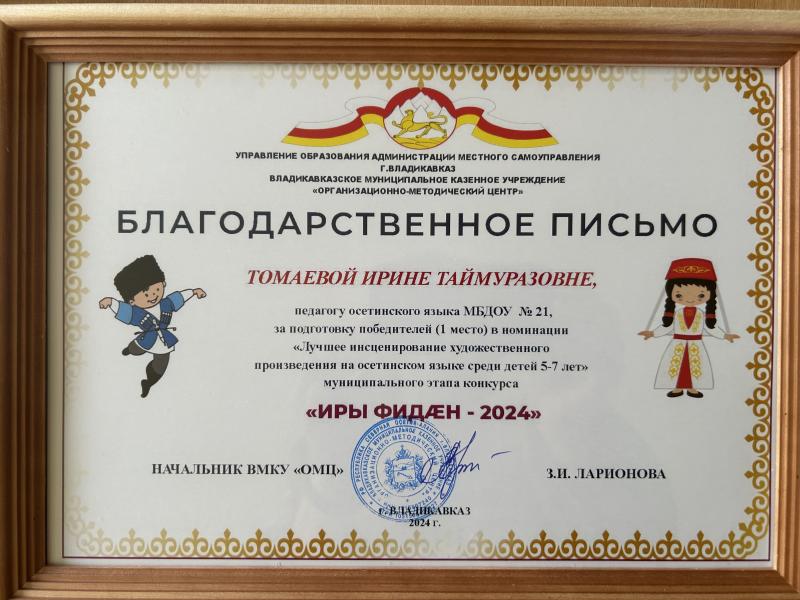 УПРАВЛЕНИЕ ОБРАЗОВАНИЯ АДМИНИСТРАЦИИ МЕСТНОГО САМОУПРАВЛЕНИЯ
Г.ВЛАДИКАВКАЗ
ВЛАДИКАВКАЗСКОЕ МУНИЦИПАЛЬНОЕ КАЗЕННОЕ УЧРЕЖДЕНИЕ
«ОРГАНИЗАЦИОННО-МЕТОДИЧЕСКИЙ ЦЕНТР»
БЛАГОДАРСТВЕННОЕ ПИСЬМО
ТОМАЕВОЙ ИРИНЕ ТАЙМУРАЗОВНЕ,
педагогу осетинского языка МБДОУ № 21,
за подготовку победителей (1 место) в номинации
«Лучшее инсценирование художественного
произведения на осетинском языке среди детей 5-7 лет»
муниципального этапа конкурса
«ИРЫ ФИДÆН - 2024»
НАЧАЛЬНИК ВМКУ «ОМЦ»
З.И. ЛАРИОНОВА
г. ВЛАДИКАВКАЗ
2024 г.